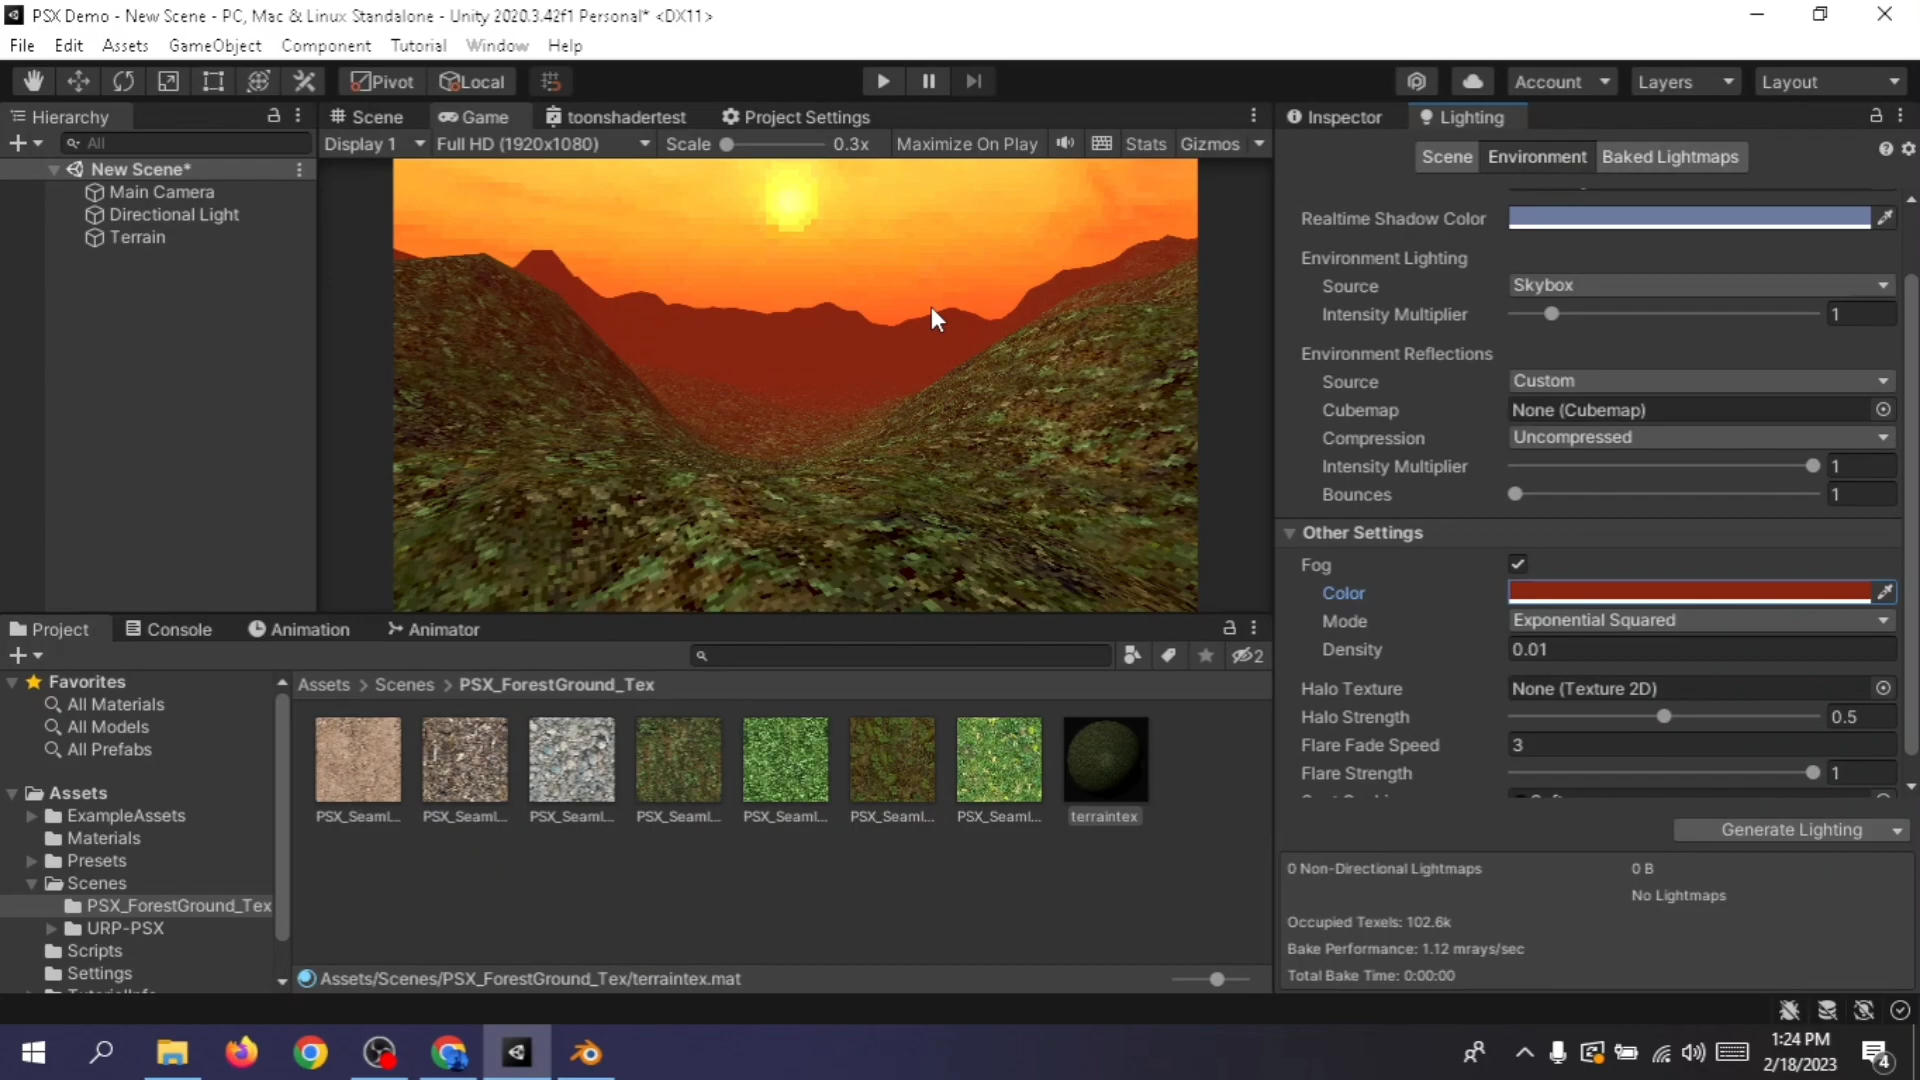 PSX Demo - New Scene - PC, Mac & Linux Standalone - Unity 2020.3.42f1 Personal* <DX11>
File Edit Assets GameObject Component Tutorial Window Help
Pivot Local Account Layers Layout
Hierarchy
All
New Scene*
Main Camera
Directional Light
Terrain
Scene Game toonshadertest Project Settings
Display 1 Full HD (1920x1080) Scale 0.3x Maximize On Play Stats Gizmos
Inspector Lighting
Scene Environment Baked Lightmaps
Realtime Shadow Color
Environment Lighting
Source Skybox
Intensity Multiplier 1
Environment Reflections
Source Custom
Cubemap None (Cubemap)
Compression Uncompressed
Intensity Multiplier 1
Bounces 1
Other Settings
Fog
Color
Mode Exponential Squared
Density 0.01
Halo Texture None (Texture 2D)
Halo Strength 0.5
Flare Fade Speed 3
Flare Strength 1
Generate Lighting
0 Non-Directional Lightmaps 0 B
No Lightmaps
Occupied Texels: 102.6k
Bake Performance: 1.12 mrays/sec
Total Bake Time: 0:00:00
Project Console Animation Animator
2
Favorites
All Materials
All Models
All Prefabs
Assets
ExampleAssets
Materials
Presets
Scenes
PSX_ForestGround_Tex
URP-PSX
Scripts
Settings
Assets > Scenes > PSX_ForestGround_Tex
PSX_Seaml... PSX_Seaml... PSX_Seaml... PSX_Seaml... PSX_Seaml... PSX_Seaml... PSX_Seaml... terraintex
Assets/Scenes/PSX_ForestGround_Tex/terraintex.mat
1:24 PM
2/18/2023
4